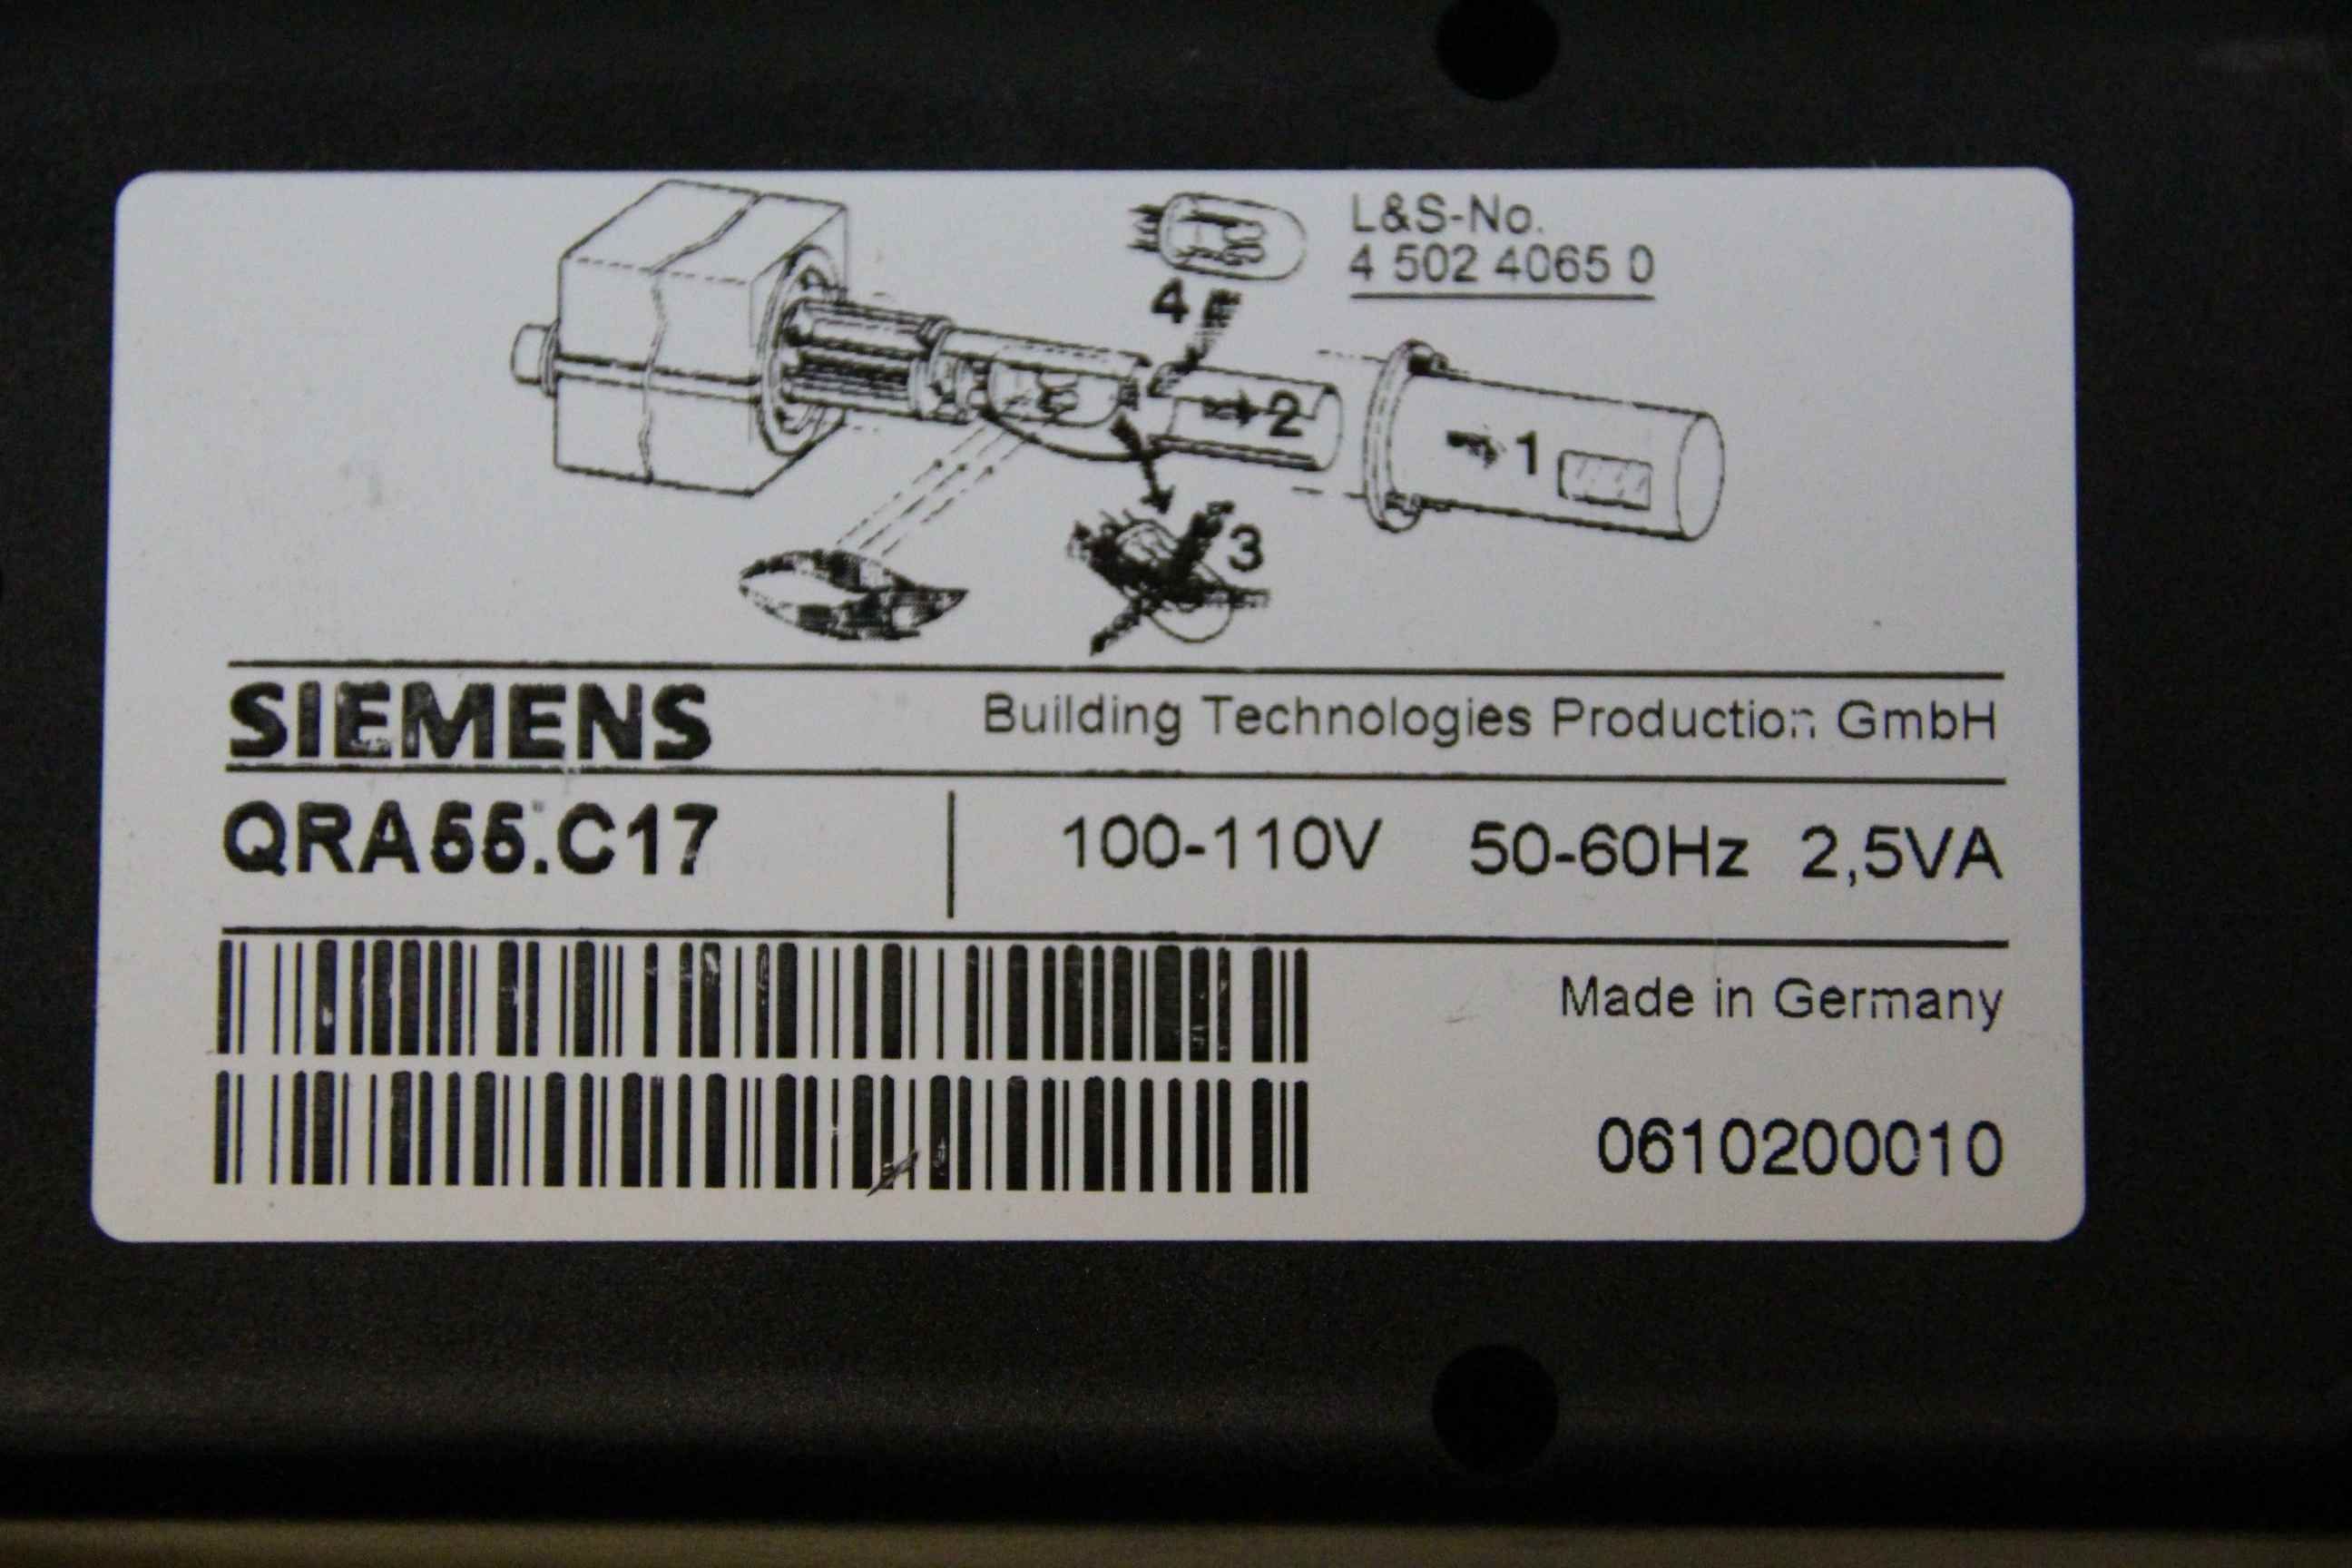 L&S-No.
4 502 4065 0
4
2
1
3
SIEMENS
Building Technologies Production GmbH
QRA55.C17
100-110V 50-60Hz 2,5VA
Made in Germany
0610200010